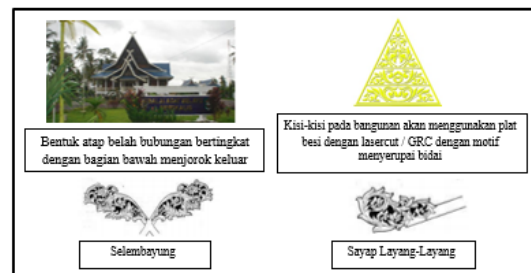 Bentuk atap belah bubungan bertingkat
dengan bagian bawah menjorok keluar
Kisi-kisi pada bangunan akan menggunakan plat
besi dengan lasercut / GRC dengan motif
menyerupai bidai
Selembayung
Sayap Layang-Layang